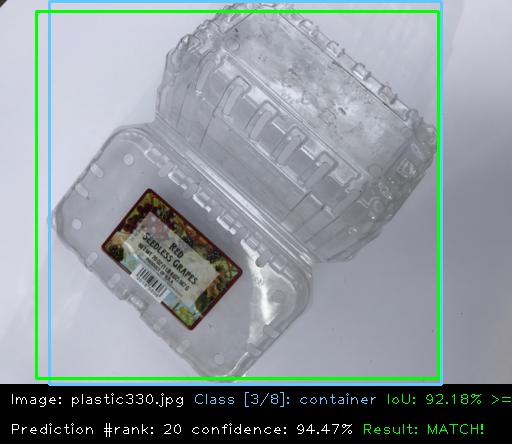 RED
SEEDLESS GRAPES
Image: plastic330.jpg Class [3/8]: container IoU: 92.18% >=
Prediction #rank: 20 confidence: 94.47% Result: MATCH!